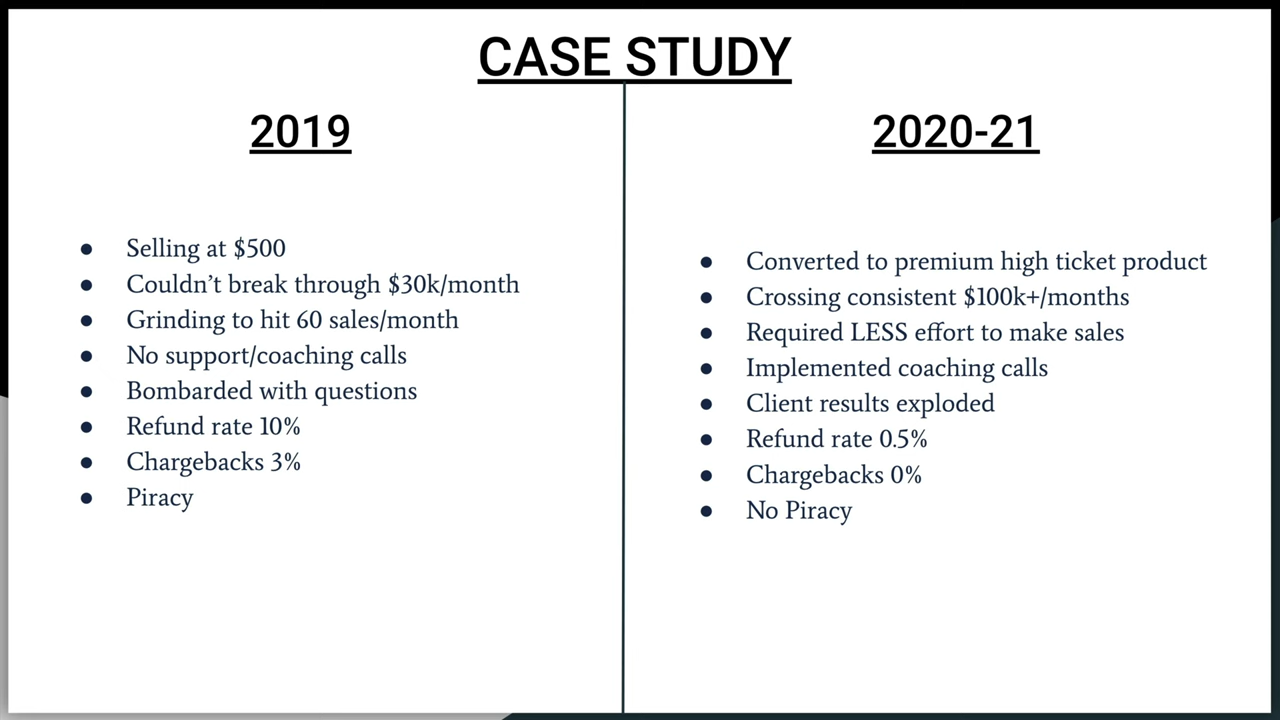 CASE STUDY
2019
● Selling at $500
● Couldn’t break through $30k/month
● Grinding to hit 60 sales/month
● No support/coaching calls
● Bombarded with questions
● Refund rate 10%
● Chargebacks 3%
● Piracy
2020-21
● Converted to premium high ticket product
● Crossing consistent $100k+/months
● Required LESS effort to make sales
● Implemented coaching calls
● Client results exploded
● Refund rate 0.5%
● Chargebacks 0%
● No Piracy